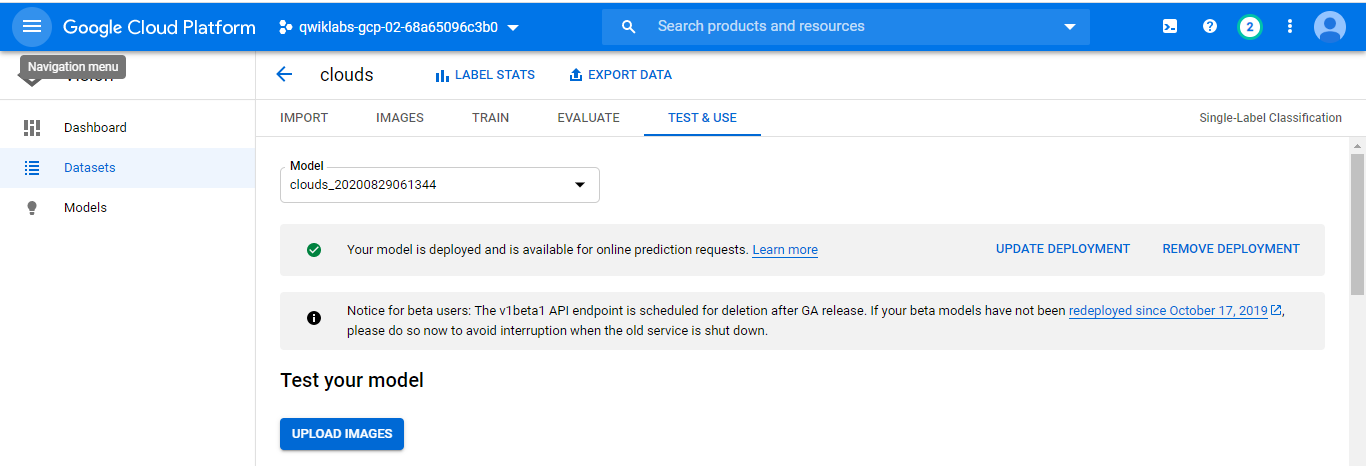 Google Cloud Platform
qwiklabs-gcp-02-68a65096c3b0
Search products and resources
2
Navigation menu
clouds
LABEL STATS
EXPORT DATA
IMPORT
IMAGES
TRAIN
EVALUATE
TEST & USE
Single-Label Classification
Dashboard
Datasets
Models
Model
clouds_20200829061344
Your model is deployed and is available for online prediction requests. Learn more
UPDATE DEPLOYMENT
REMOVE DEPLOYMENT
Notice for beta users: The v1beta1 API endpoint is scheduled for deletion after GA release. If your beta models have not been redeployed since October 17, 2019,
please do so now to avoid interruption when the old service is shut down.
Test your model
UPLOAD IMAGES